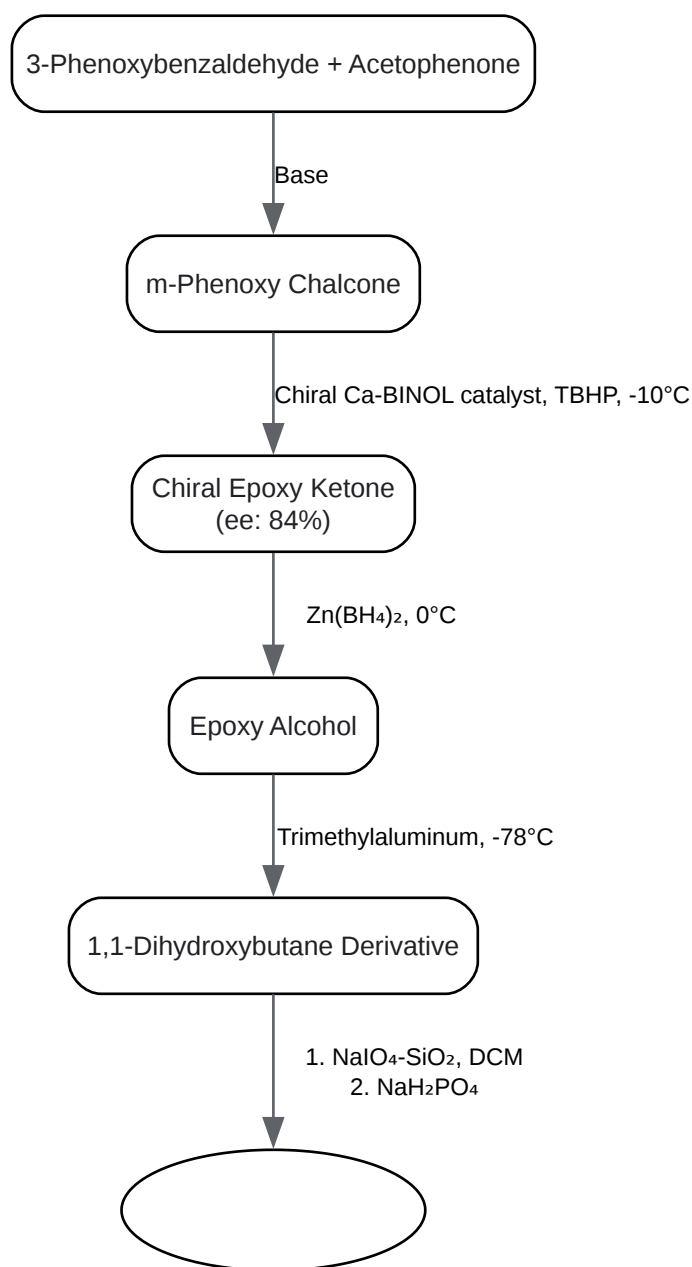 3-Phenoxybenzaldehyde + Acetophenone
Base
m-Phenoxy Chalcone
Chiral Ca-BINOL catalyst, TBHP, -10°C
Chiral Epoxy Ketone
(ee: 84%)
Zn(BH₄)₂, 0°C
Epoxy Alcohol
Trimethylaluminum, -78°C
1,1-Dihydroxybutane Derivative
1. NaIO₄-SiO₂, DCM
2. NaH₂PO₄